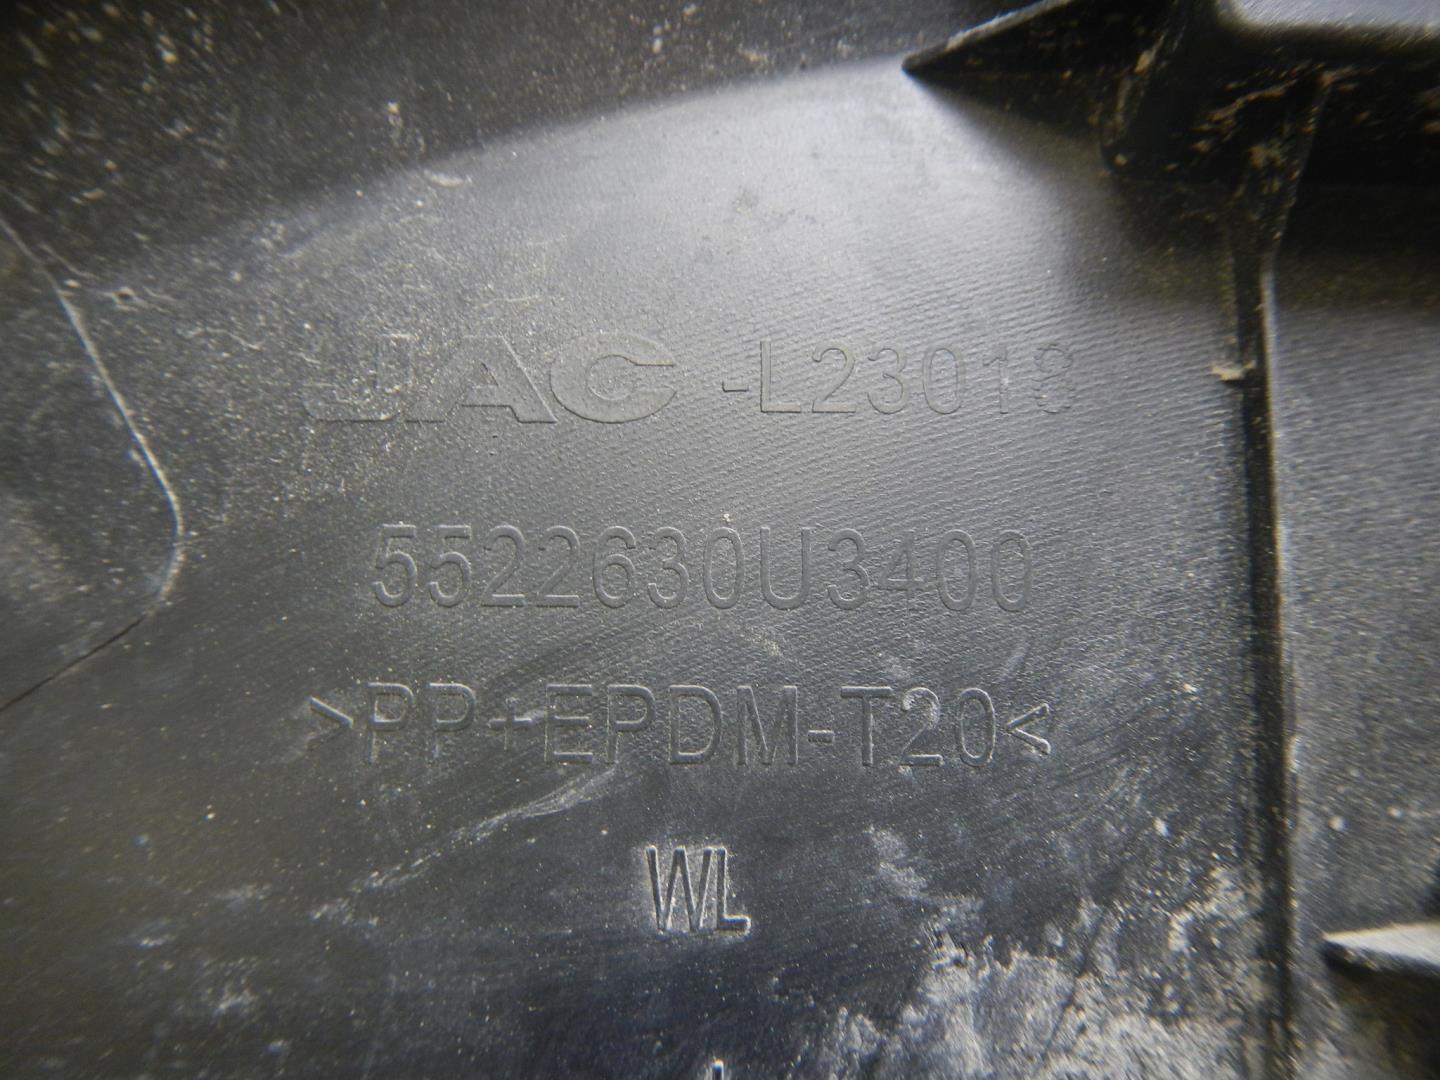 JAC -L23018
5522630U3400
>PP+EPDM-T20<
WL